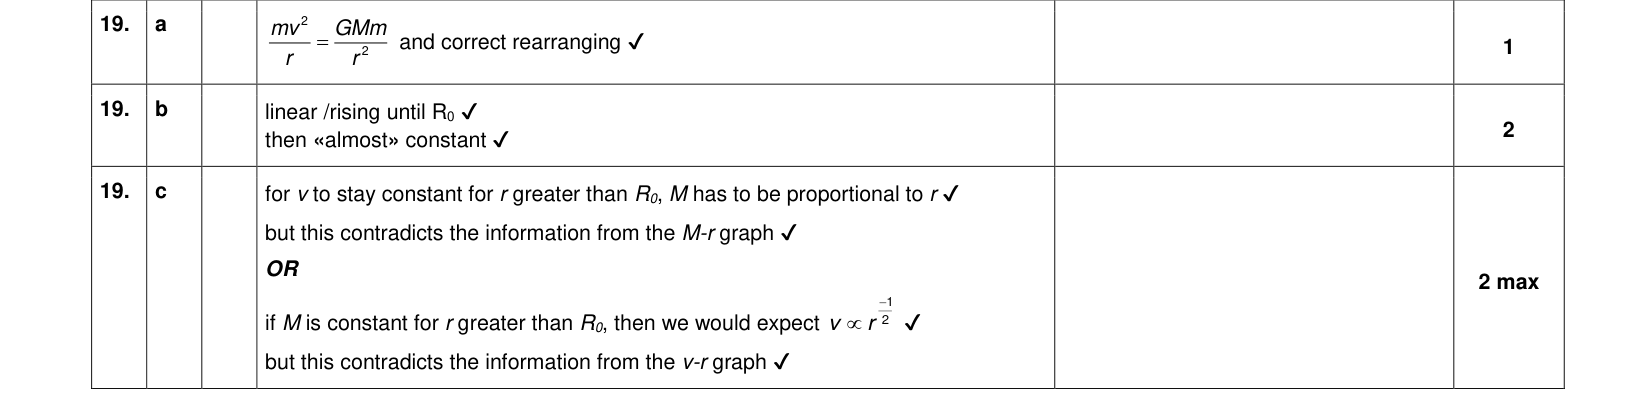 19. a mv²/r = GMm/r² and correct rearranging ✓ 1
19. b linear /rising until R₀ ✓
then «almost» constant ✓ 2
19. c for v to stay constant for r greater than R₀, M has to be proportional to r ✓
but this contradicts the information from the M-r graph ✓
OR
2 max
if M is constant for r greater than R₀, then we would expect v ∝ r^(–1/2) ✓
but this contradicts the information from the v-r graph ✓